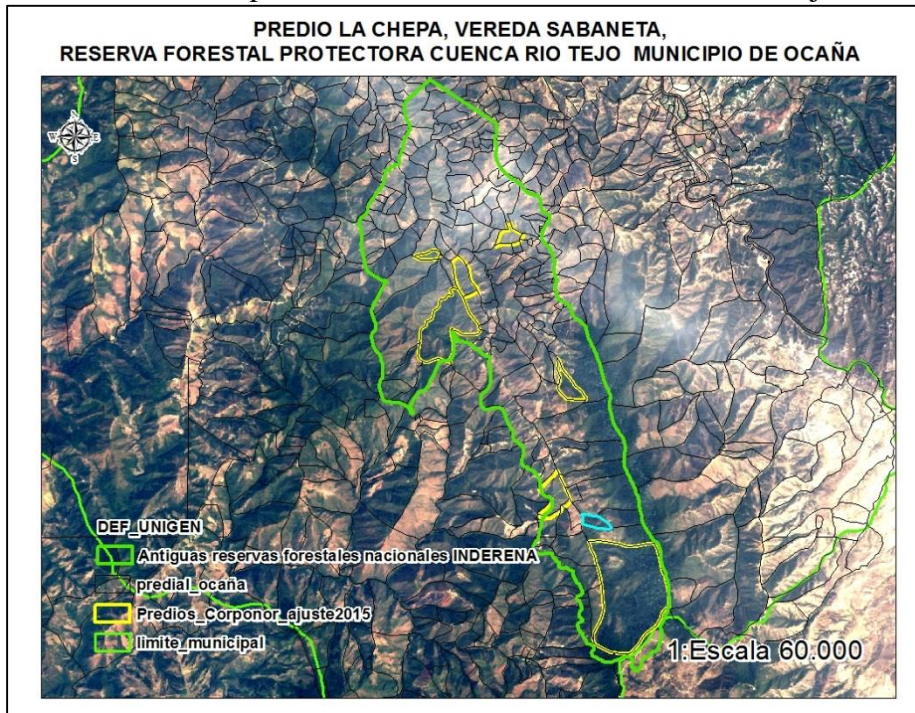 PREDIO LA CHEPA, VEREDA SABANETA,
RESERVA FORESTAL PROTECTORA CUENCA RIO TEJO MUNICIPIO DE OCAÑA
N
W E
S
DEF_UNIGEN
Antiguas reservas forestales nacionales INDERENA
predial_ocaña
Predios_Corponor_ajuste2015
limite_municipal
1:Escala 60.000